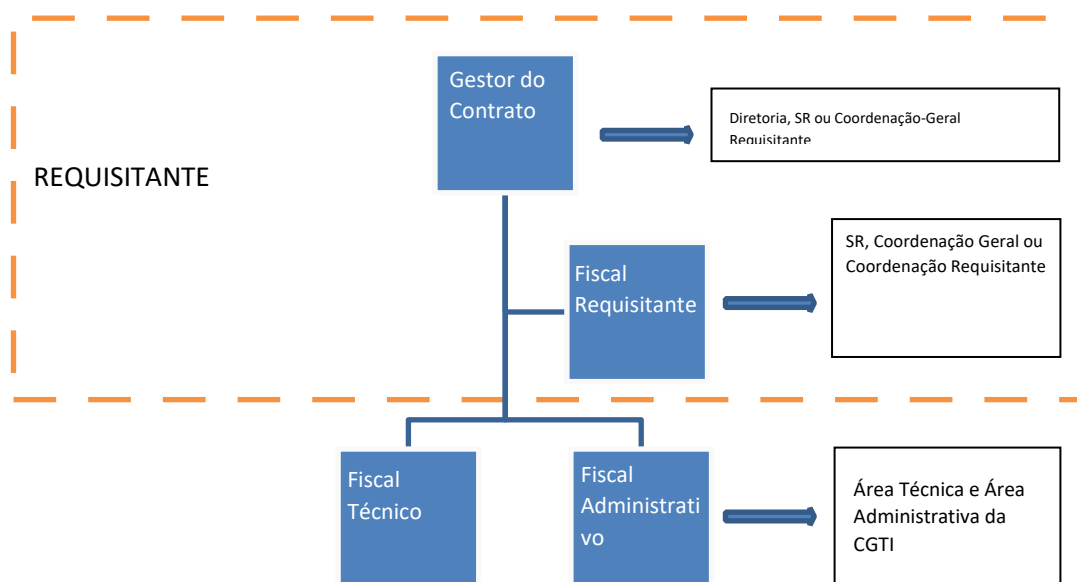 Gestor do
Contrato
Diretoria, SR ou Coordenação-Geral
Requisitante
REQUISITANTE
SR, Coordenação Geral ou
Coordenação Requisitante
Fiscal
Requisitante
Fiscal
Técnico
Fiscal
Administrati
vo
Área Técnica e Área
Administrativa da
CGTI